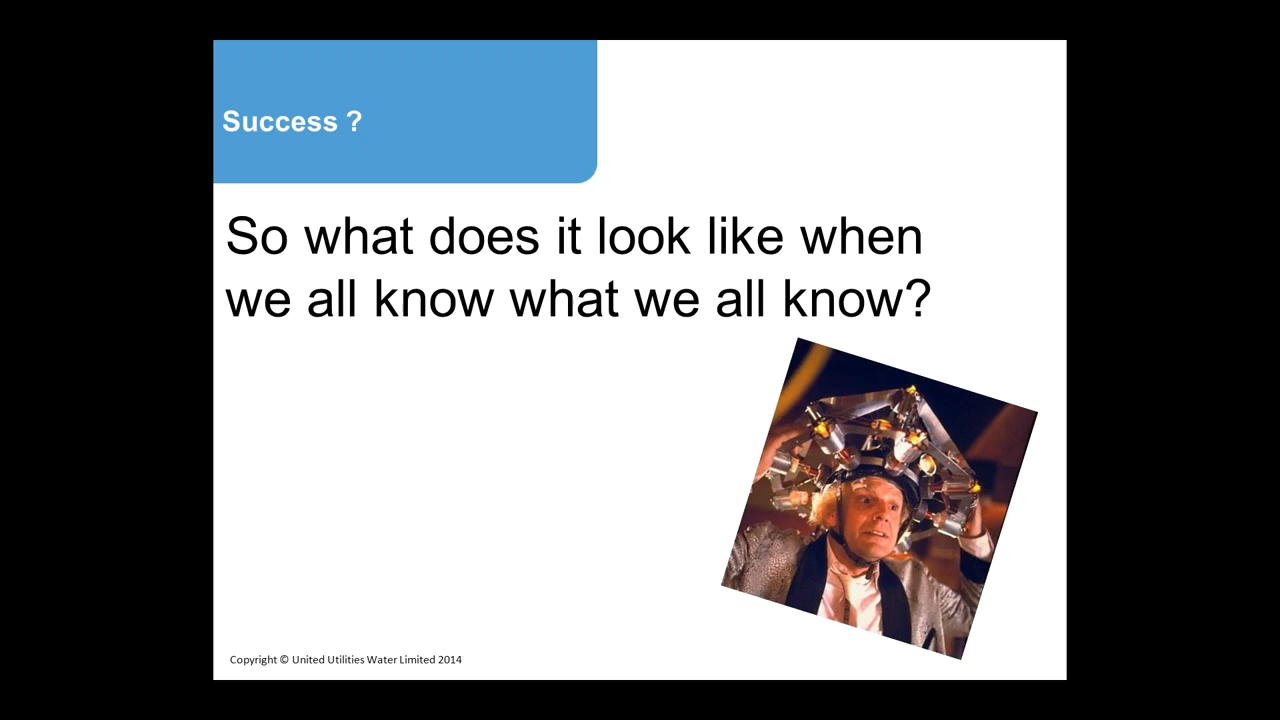 Success ?
So what does it look like when
we all know what we all know?
Copyright © United Utilities Water Limited 2014